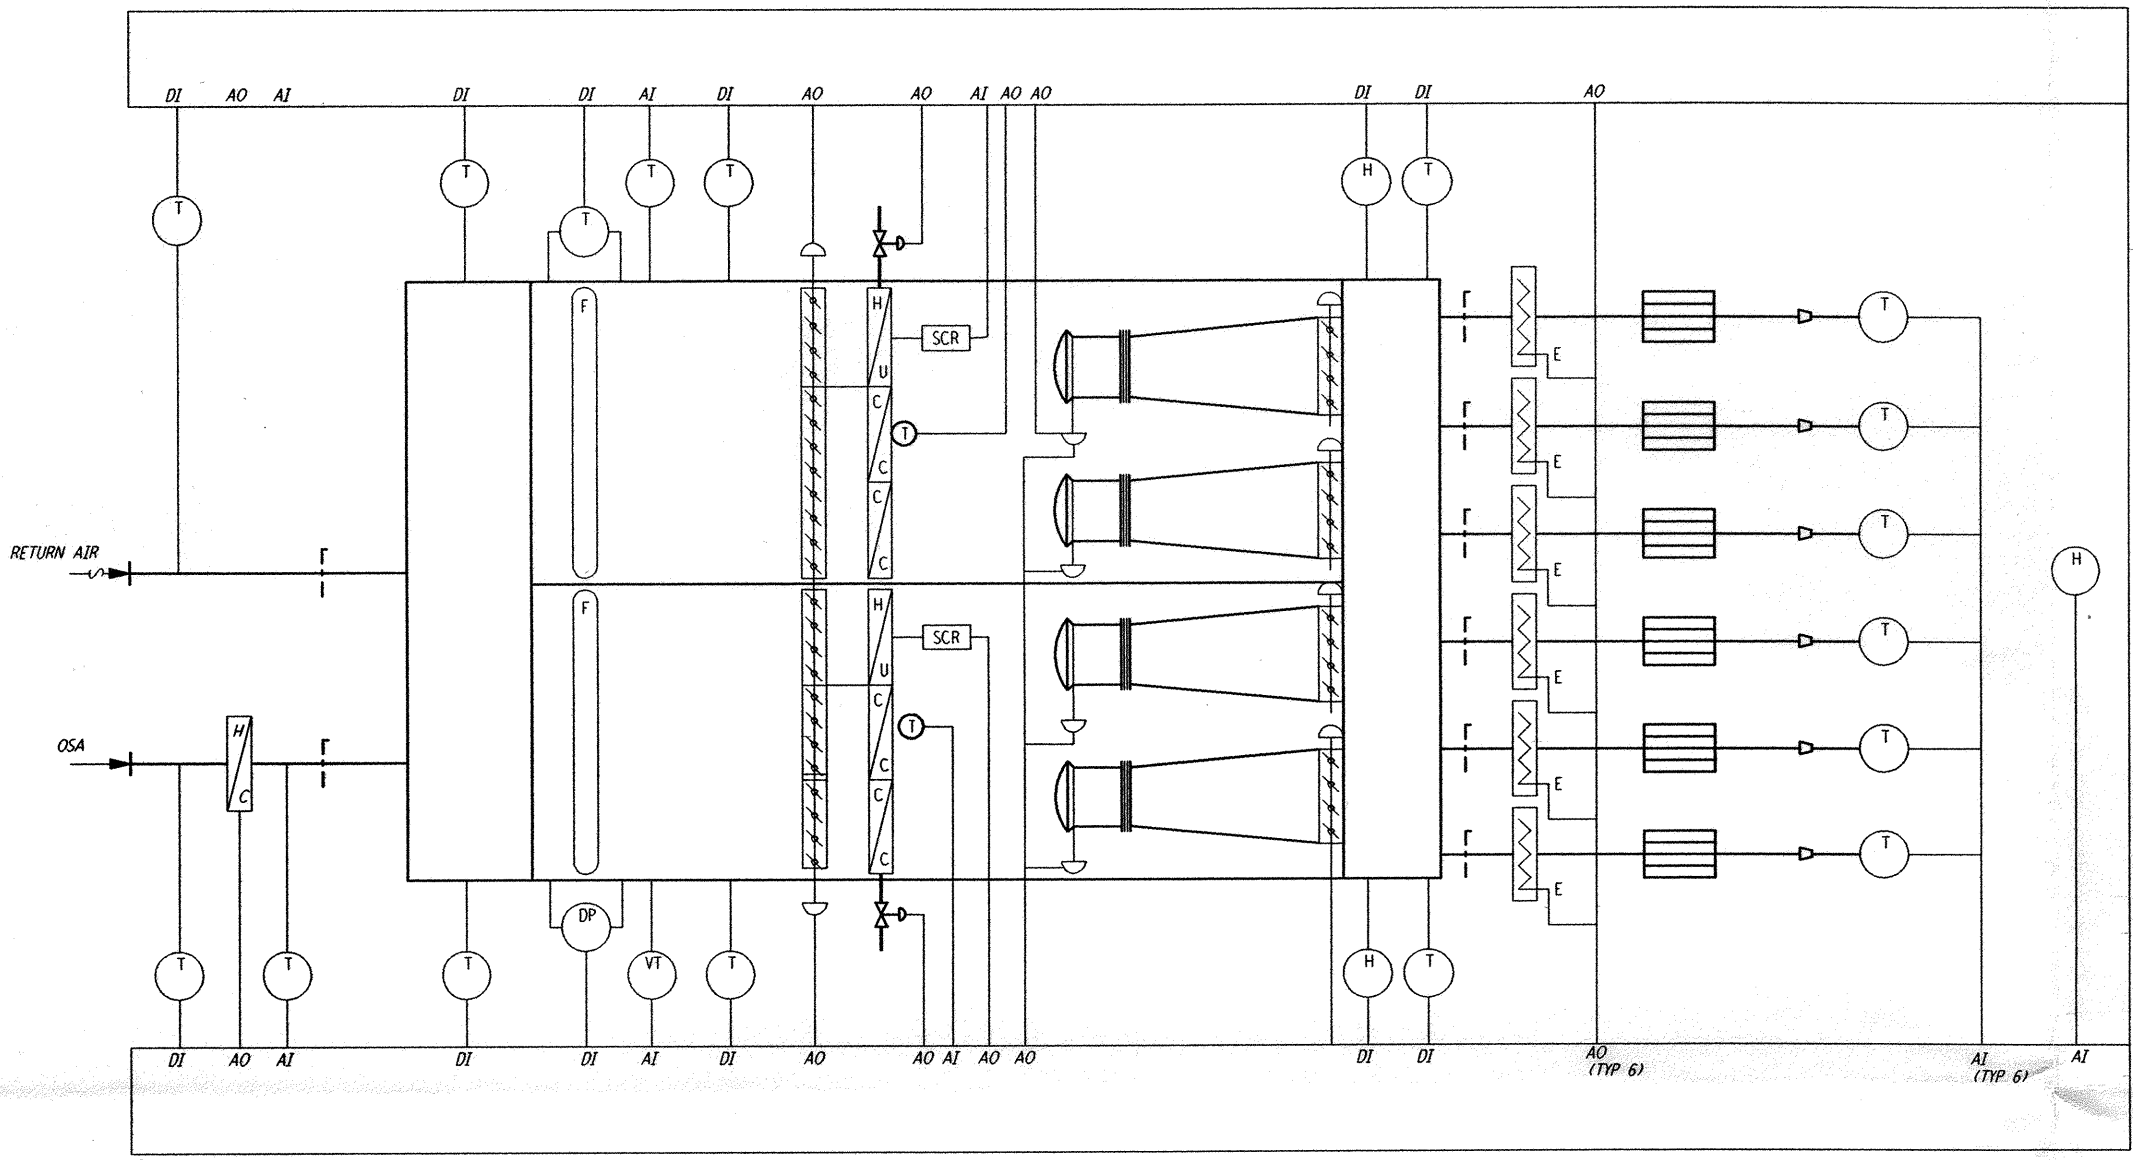 DI AO AI DI DI AI DI AO AO AI AO AO DI DI AO
T T T H T
T
T
H
F
T
E
T
SCR
U
C
T
T
E
C
C
T
E
RETURN AIR
C
H
E
F
H
T
SCR
U
E
C
T
H
T
OSA
C
E
C
T
C
E
DP
T T T VT T H T
DI AO AI DI DI AI DI AO AO AI AO AO DI DI AO AI AI
(TYP 6) (TYP 6)